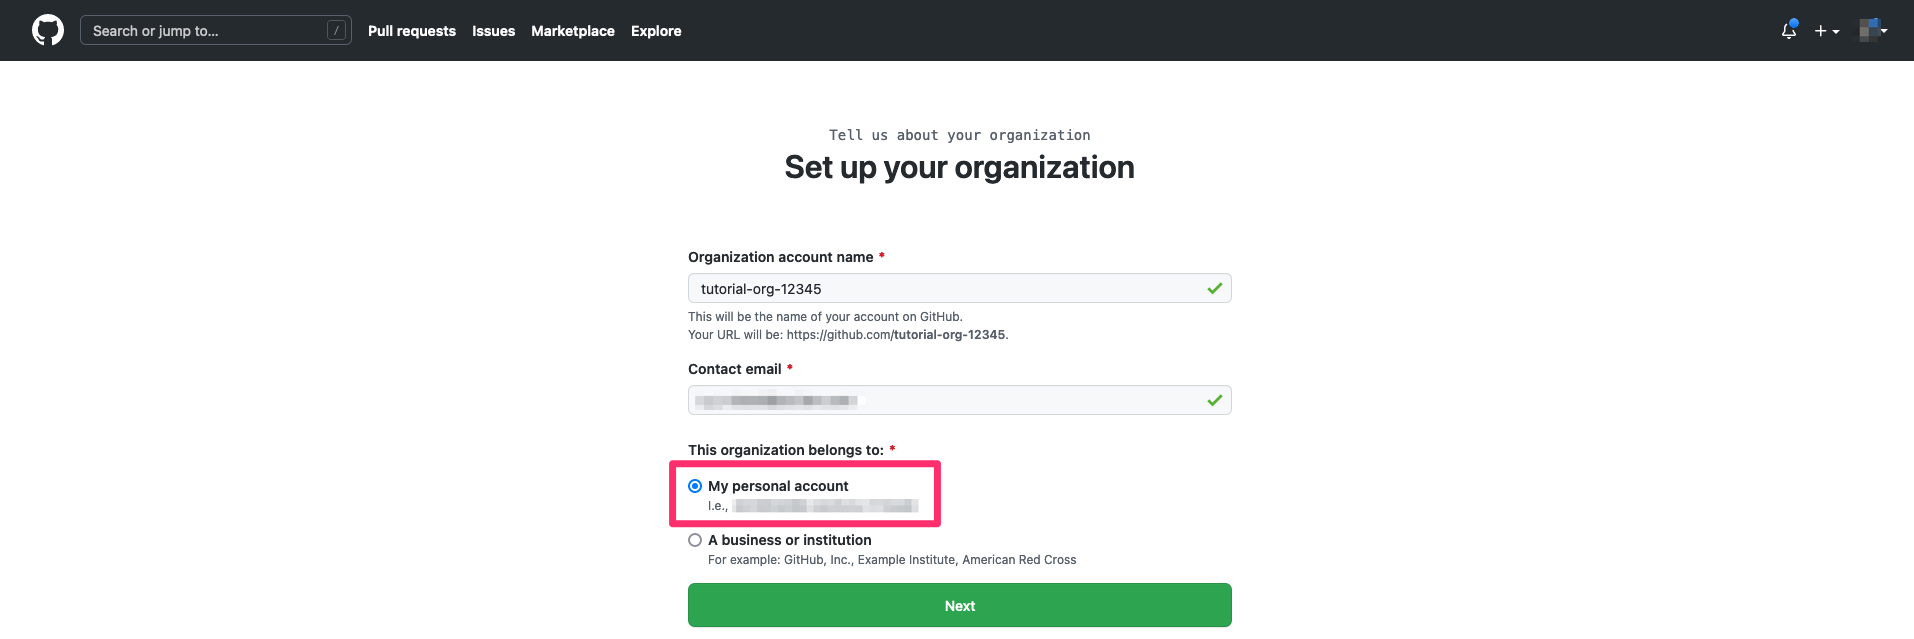 Search or jump to... /
Pull requests
Issues
Marketplace
Explore
Tell us about your organization
Set up your organization
Organization account name *
tutorial-org-12345
This will be the name of your account on GitHub.
Your URL will be: https://github.com/tutorial-org-12345.
Contact email *
This organization belongs to: *
My personal account
I.e.,
A business or institution
For example: GitHub, Inc., Example Institute, American Red Cross
Next